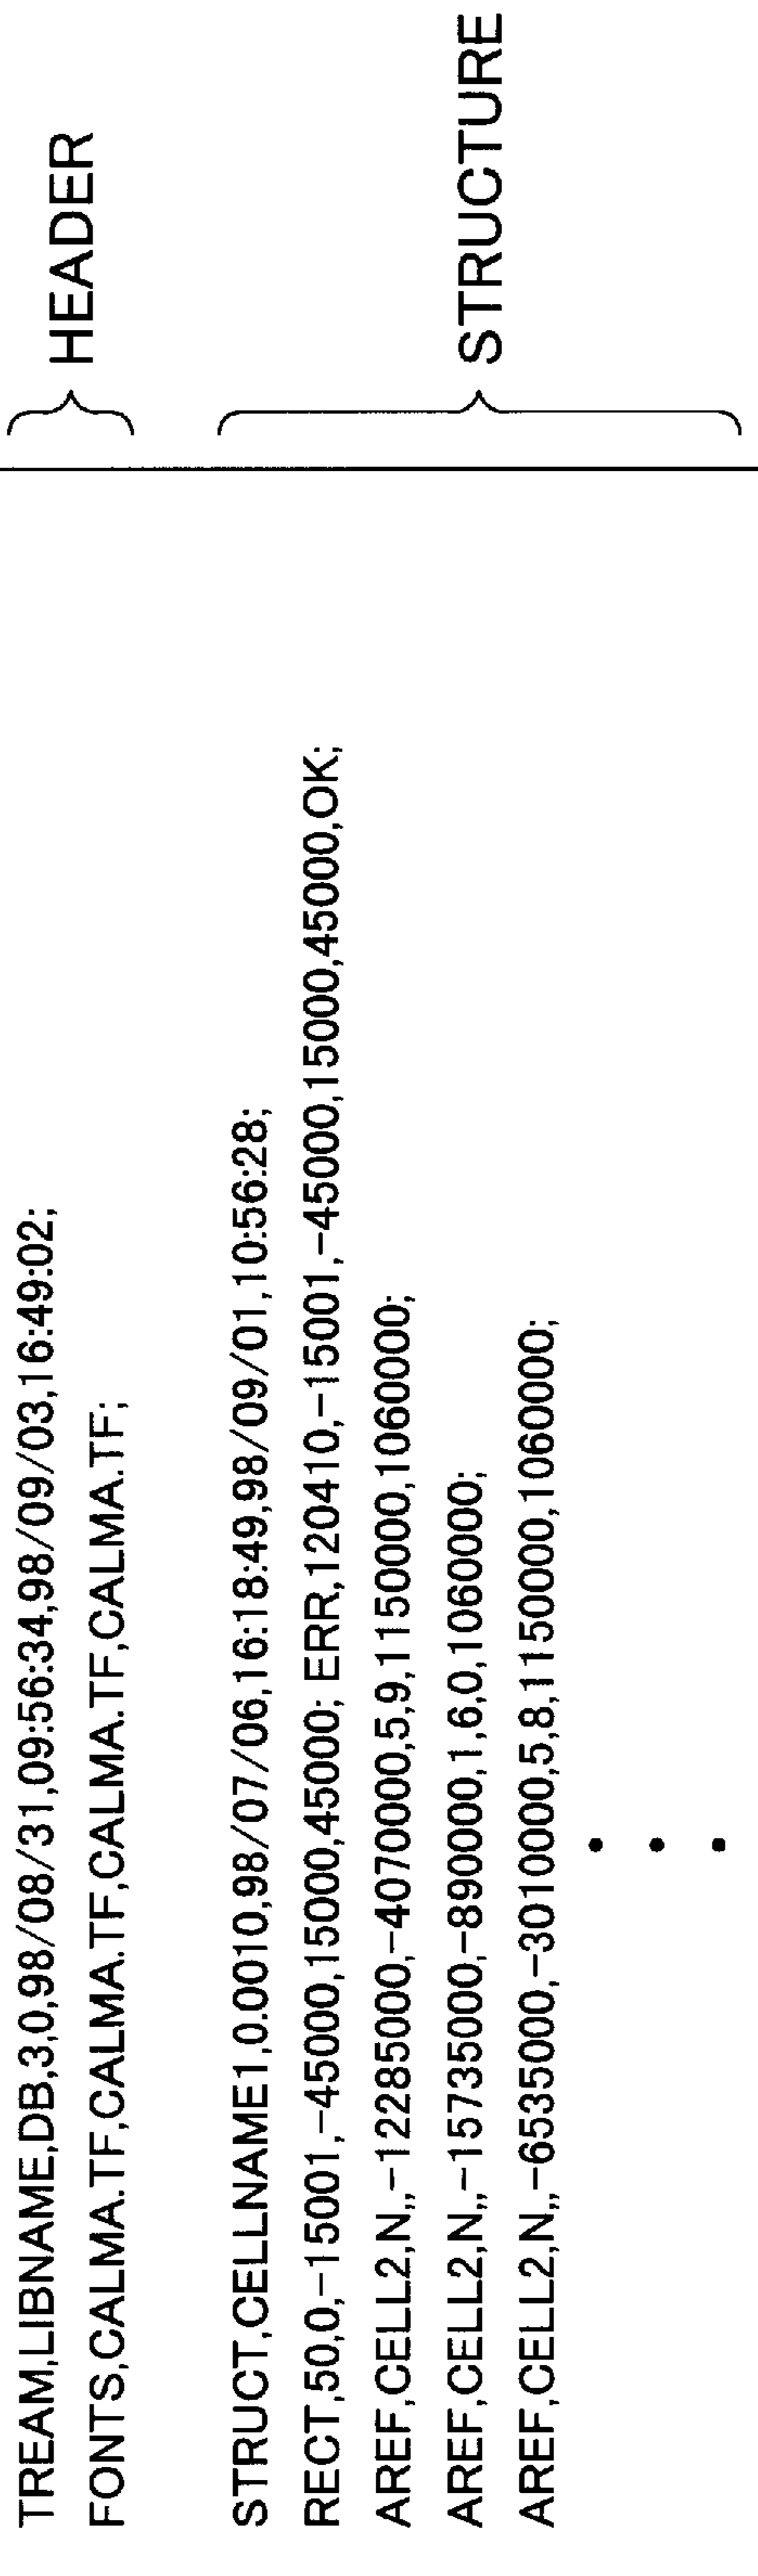 TREAM,LIBNAME,DB,3,0,98/08/31,09:56:34,98/09/03,16:49:02;
FONTS,CALMA.TF,CALMA.TF,CALMA.TF,CALMA.TF;
HEADER
STRUCT,CELLNAME1,0.0010,98/07/06,16:18:49,98/09/01,10:56:28;
RECT,50,0,-15001,-45000,15000,45000; ERR,120410,-15001,-45000,15000,45000,OK;
AREF,CELL2,N,,-12285000,-4070000,5,9,1150000,1060000;
AREF,CELL2,N,,-15735000,-890000,1,6,0,1060000;
AREF,CELL2,N,,-6535000,-3010000,5,8,1150000,1060000;
STRUCTURE